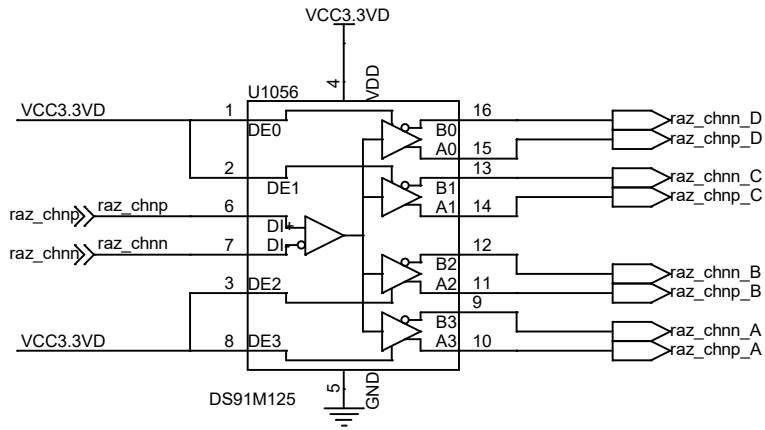 VCC3.3VD
4
VDD
U1056
VCC3.3VD
1
DE0
16
B0
raz_chnn_D
A0
15
raz_chnp_D
2
DE1
13
B1
raz_chnn_C
A1
14
raz_chnp_C
raz_chnp
raz_chnp
6
DI+
raz_chnn
raz_chnn
7
DI-
12
B2
raz_chnn_B
3
DE2
A2
11
raz_chnp_B
9
B3
raz_chnn_A
VCC3.3VD
8
DE3
A3
10
raz_chnp_A
DS91M125
5
GND